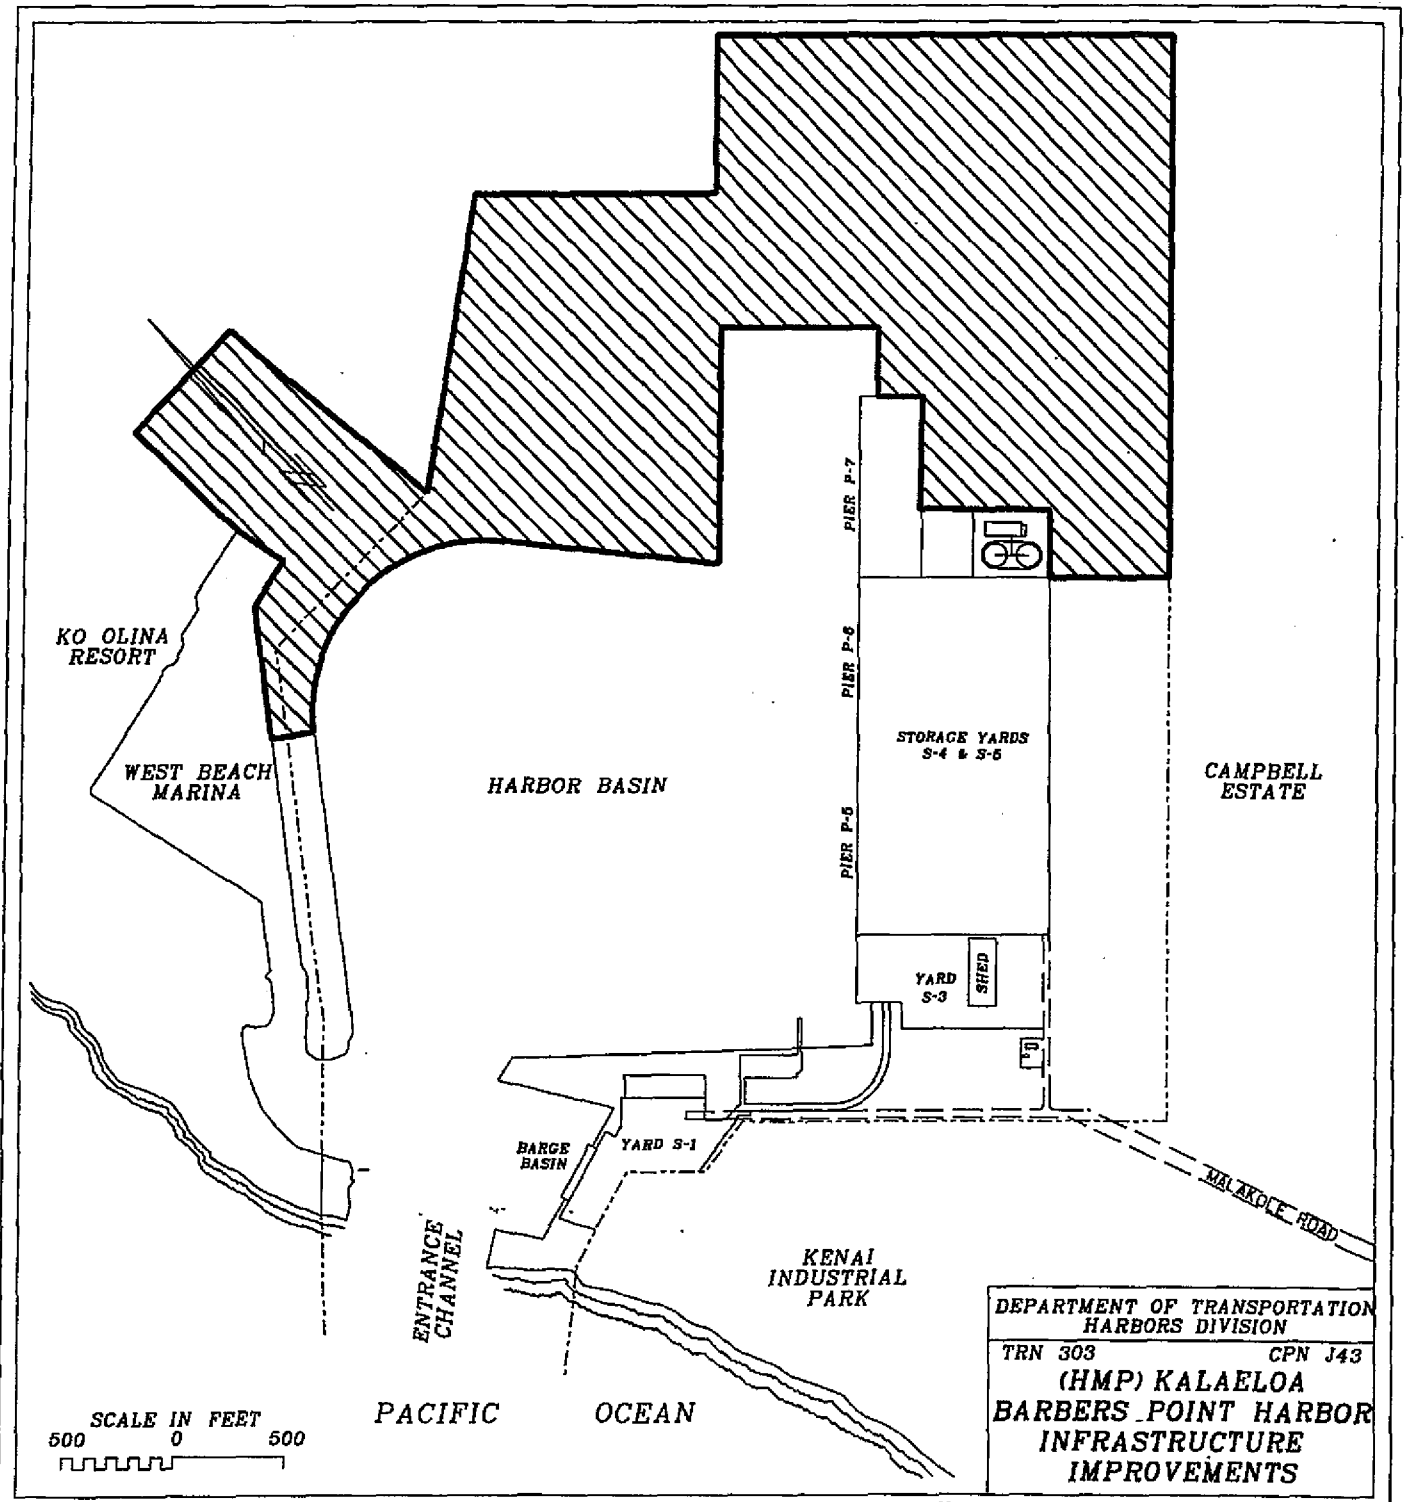 PIER P-7
KO OLINA
RESORT
PIER P-6
STORAGE YARDS
S-4 & S-5
WEST BEACH
MARINA
HARBOR BASIN
CAMPBELL
ESTATE
PIER P-5
YARD
S-3
SHED
BARGE
BASIN
YARD S-1
MALAKOLE ROAD
ENTRANCE
CHANNEL
KENAI
INDUSTRIAL
PARK
PACIFIC OCEAN
SCALE IN FEET
500 0 500
DEPARTMENT OF TRANSPORTATION
HARBORS DIVISION
TRN 303 CPN J43
(HMP) KALAELOA
BARBERS POINT HARBOR
INFRASTRUCTURE
IMPROVEMENTS